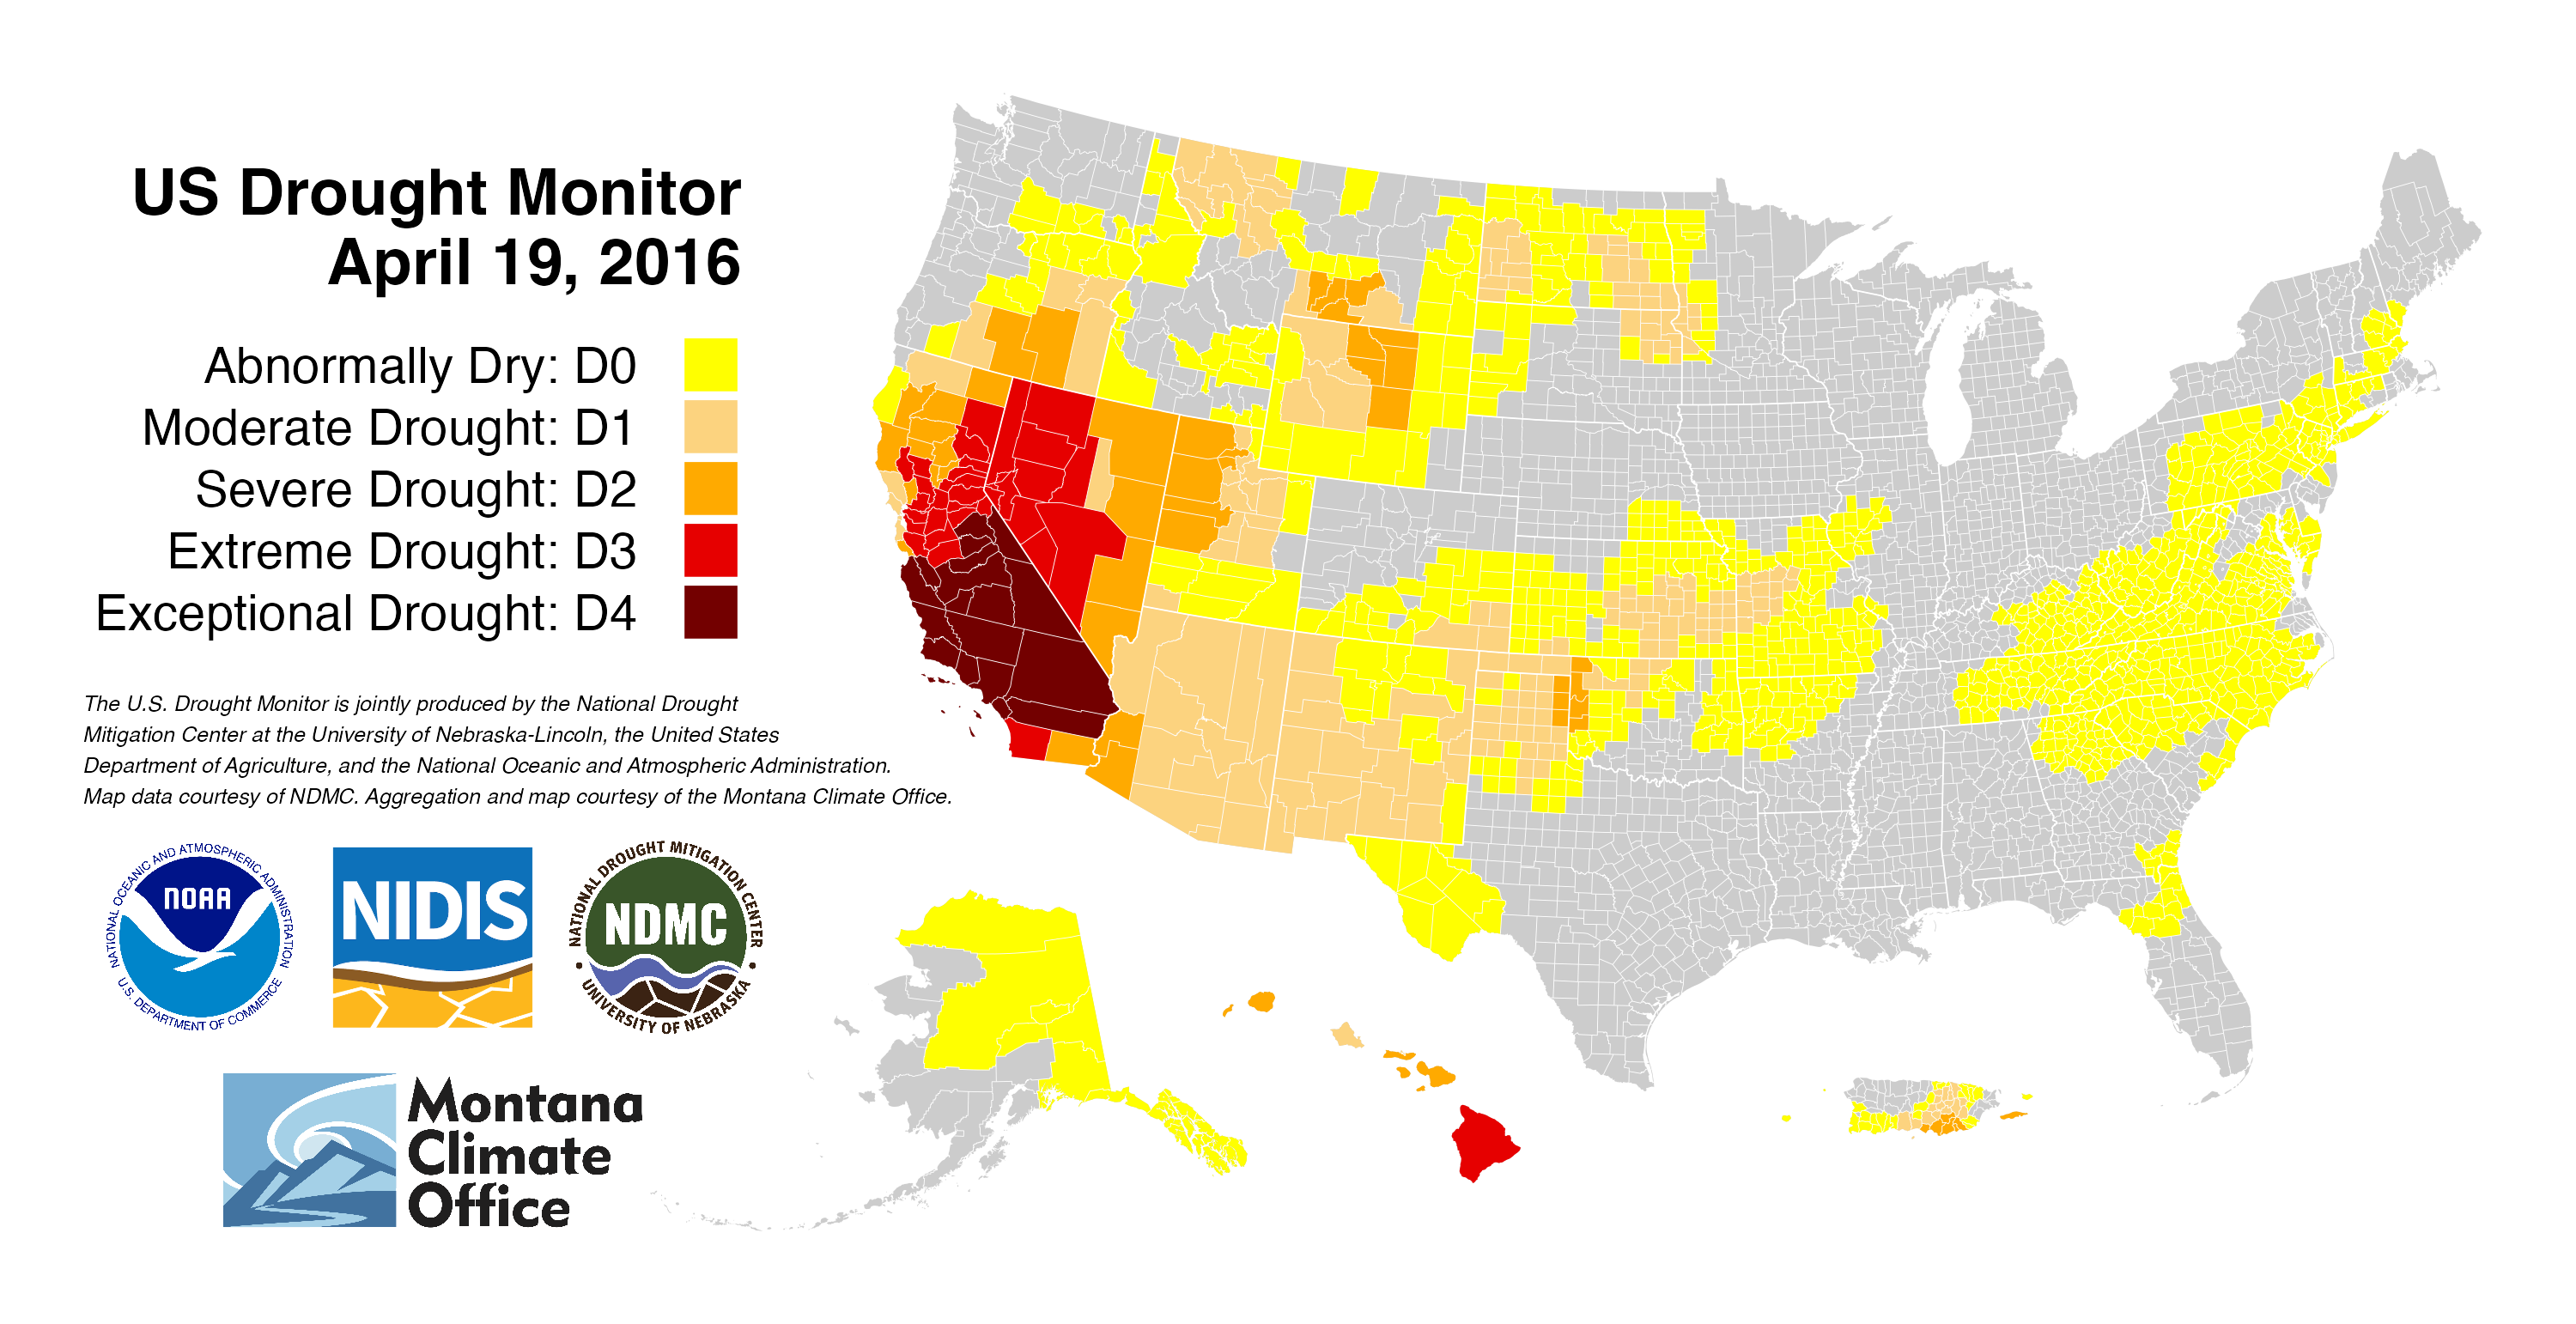 US Drought Monitor
April 19, 2016
Abnormally Dry: D0
Moderate Drought: D1
Severe Drought: D2
Extreme Drought: D3
Exceptional Drought: D4
The U.S. Drought Monitor is jointly produced by the National Drought
Mitigation Center at the University of Nebraska-Lincoln, the United States
Department of Agriculture, and the National Oceanic and Atmospheric Administration.
Map data courtesy of NDMC. Aggregation and map courtesy of the Montana Climate Office.
NATIONAL OCEANIC AND ATMOSPHERIC ADMINISTRATION
NOAA
U.S. DEPARTMENT OF COMMERCE
NIDIS
NATIONAL DROUGHT MITIGATION CENTER
NDMC
UNIVERSITY OF NEBRASKA
Montana
Climate
Office